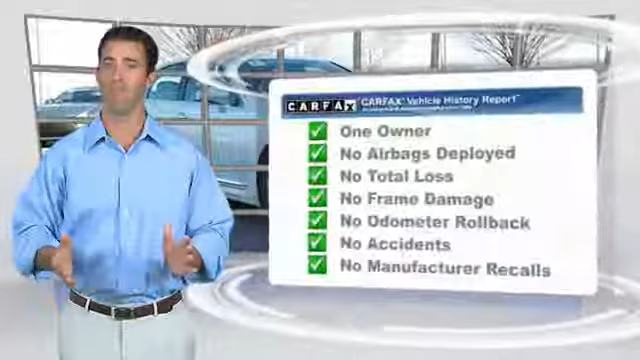 CARFAX CARFAX Vehicle History Report™
One Owner
No Airbags Deployed
No Total Loss
No Frame Damage
No Odometer Rollback
No Accidents
No Manufacturer Recalls